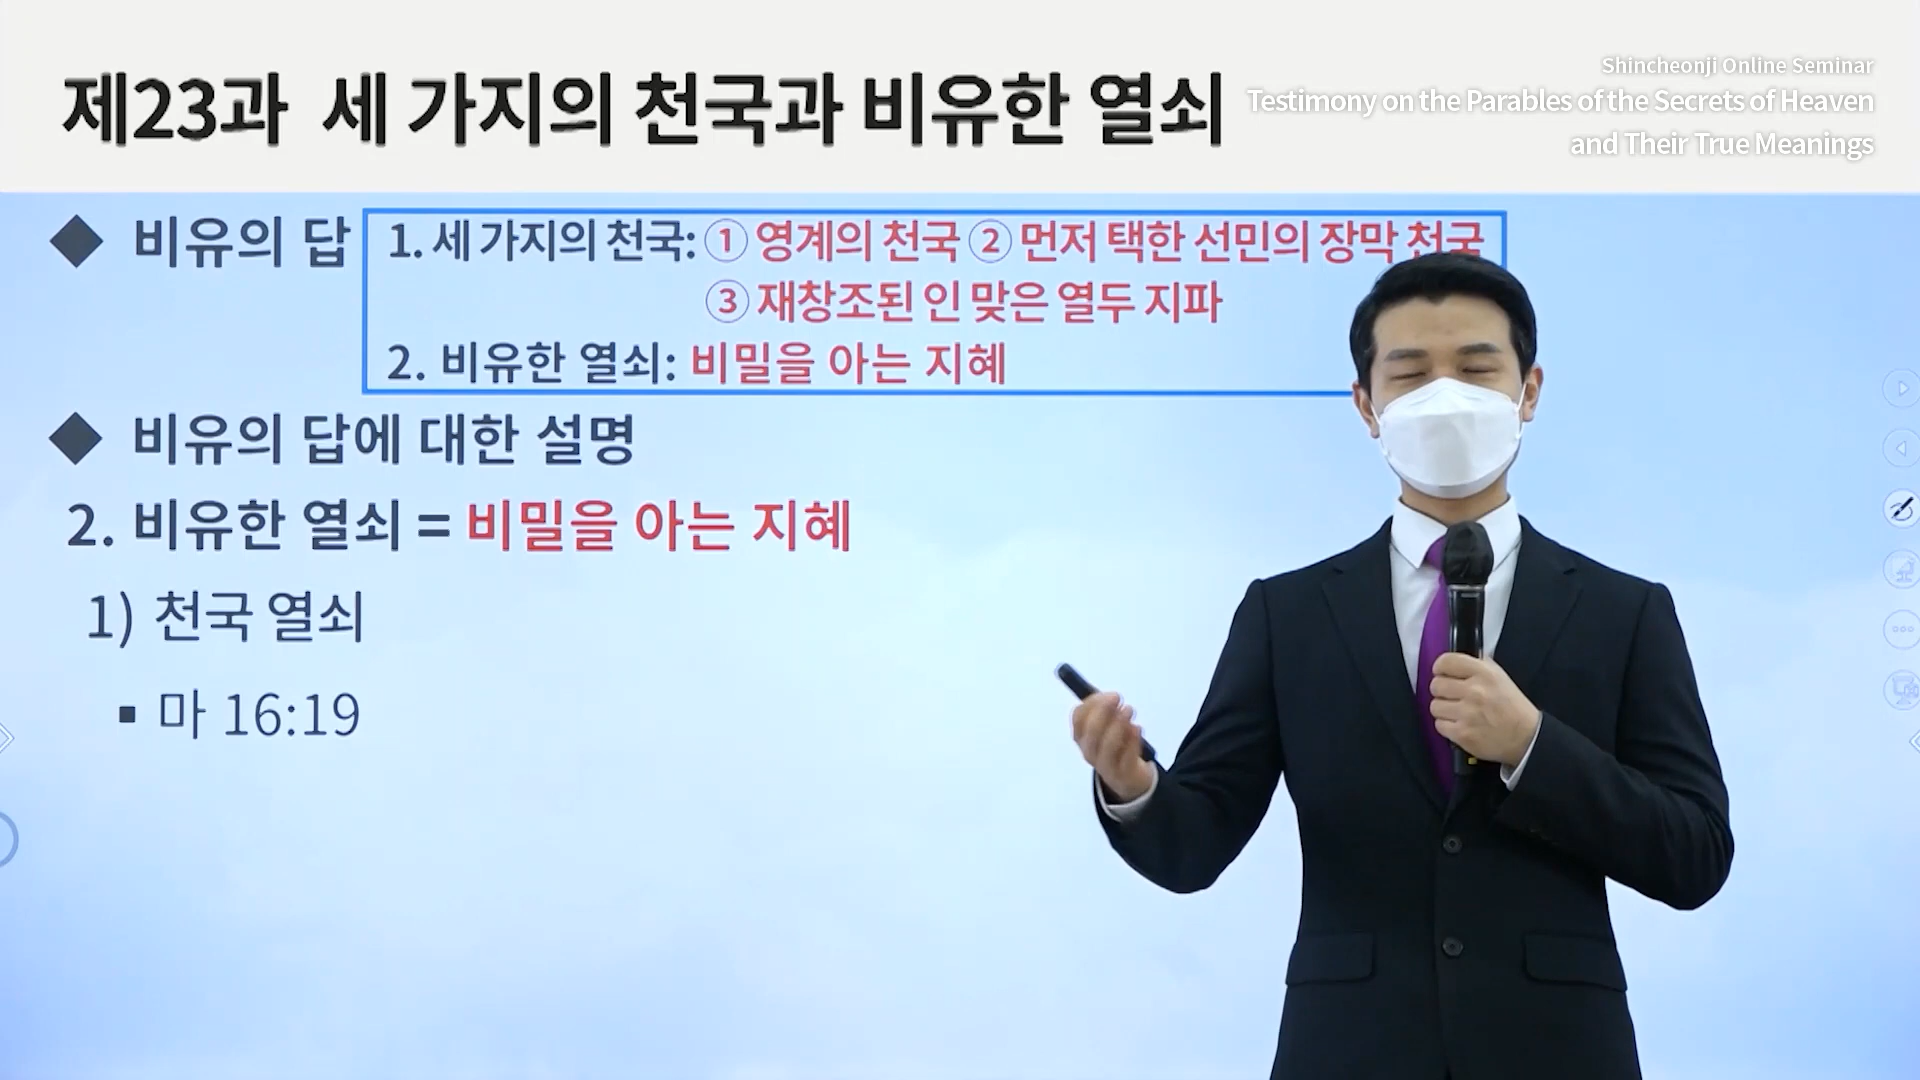 제23과 세 가지의 천국과 비유한 열쇠
Shincheonji Online Seminar
Testimony on the Parables of the Secrets of Heaven
and Their True Meanings
◆ 비유의 답
1. 세 가지의 천국: ① 영계의 천국 ② 먼저 택한 선민의 장막 천국
③ 재창조된 인 맞은 열두 지파
2. 비유한 열쇠: 비밀을 아는 지혜
◆ 비유의 답에 대한 설명
2. 비유한 열쇠 = 비밀을 아는 지혜
1) 천국 열쇠
▪ 마 16:19